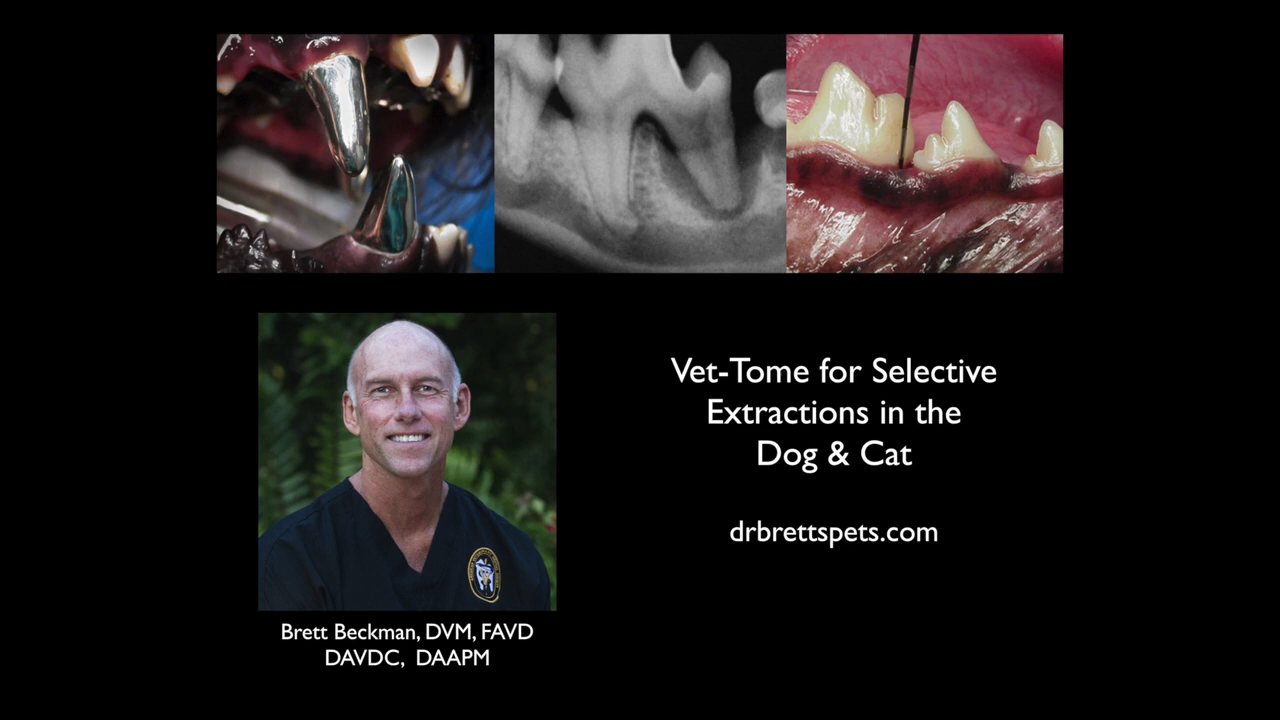 Vet-Tome for Selective
Extractions in the
Dog & Cat
drbrettspets.com
Brett Beckman, DVM, FAVD
DAVDC, DAAPM